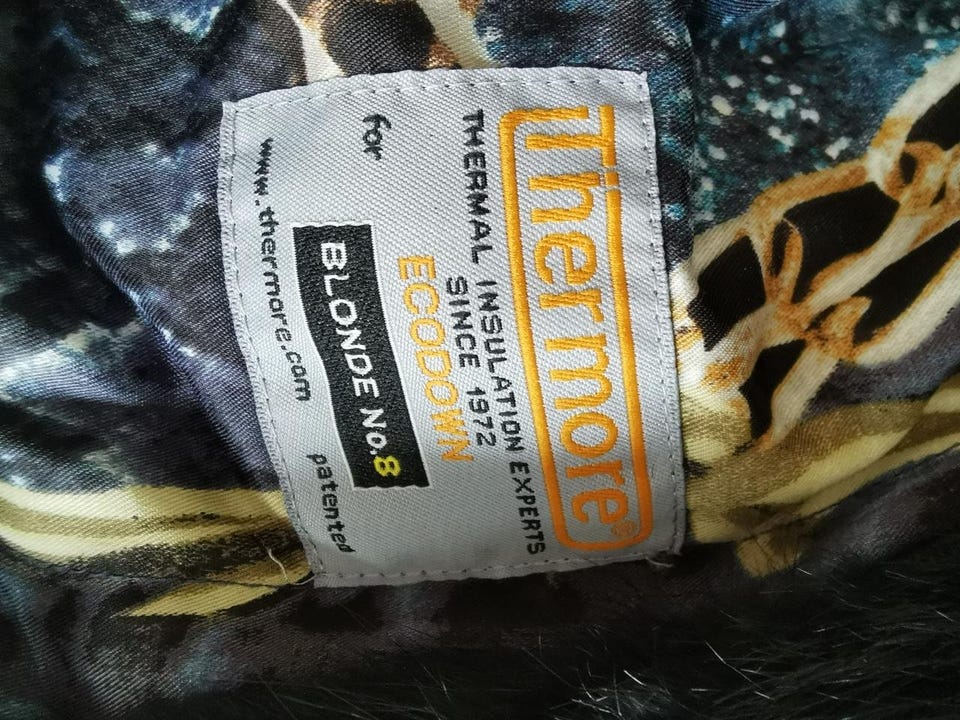 Thermore®
THERMAL INSULATION EXPERTS
SINCE 1972
ECODOWN
for
BLONDE No.8
www.thermore.com patented